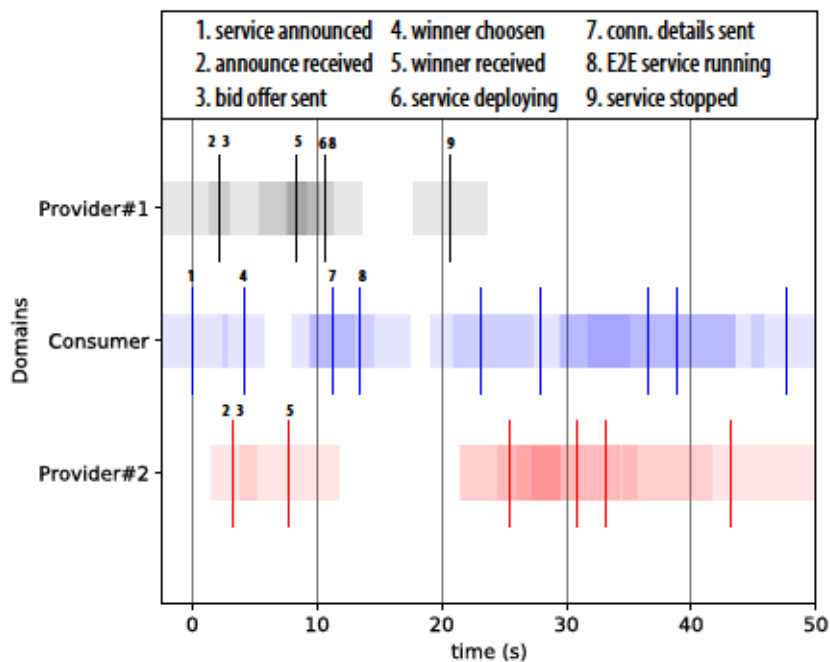 1. service announced 4. winner choosen 7. conn. details sent
2. announce received 5. winner received 8. E2E service running
3. bid offer sent 6. service deploying 9. service stopped
2 3 5 6 8 9
Provider#1
1 4 7 8
Consumer
2 3 5
Provider#2
Domains
0 10 20 30 40 50
time (s)